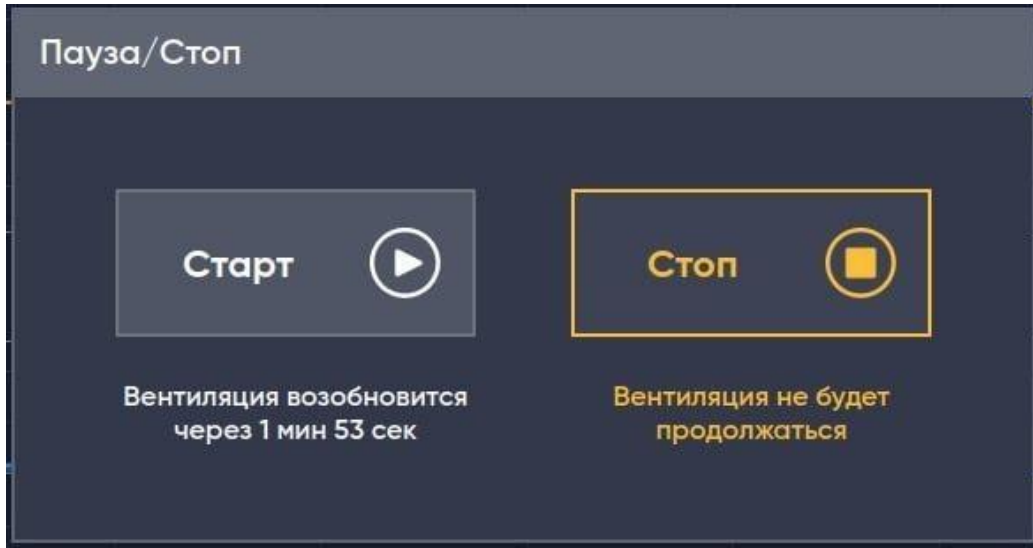 Пауза/Стоп
Старт
Стоп
Вентиляция возобновится
через 1 мин 53 сек
Вентиляция не будет
продолжаться